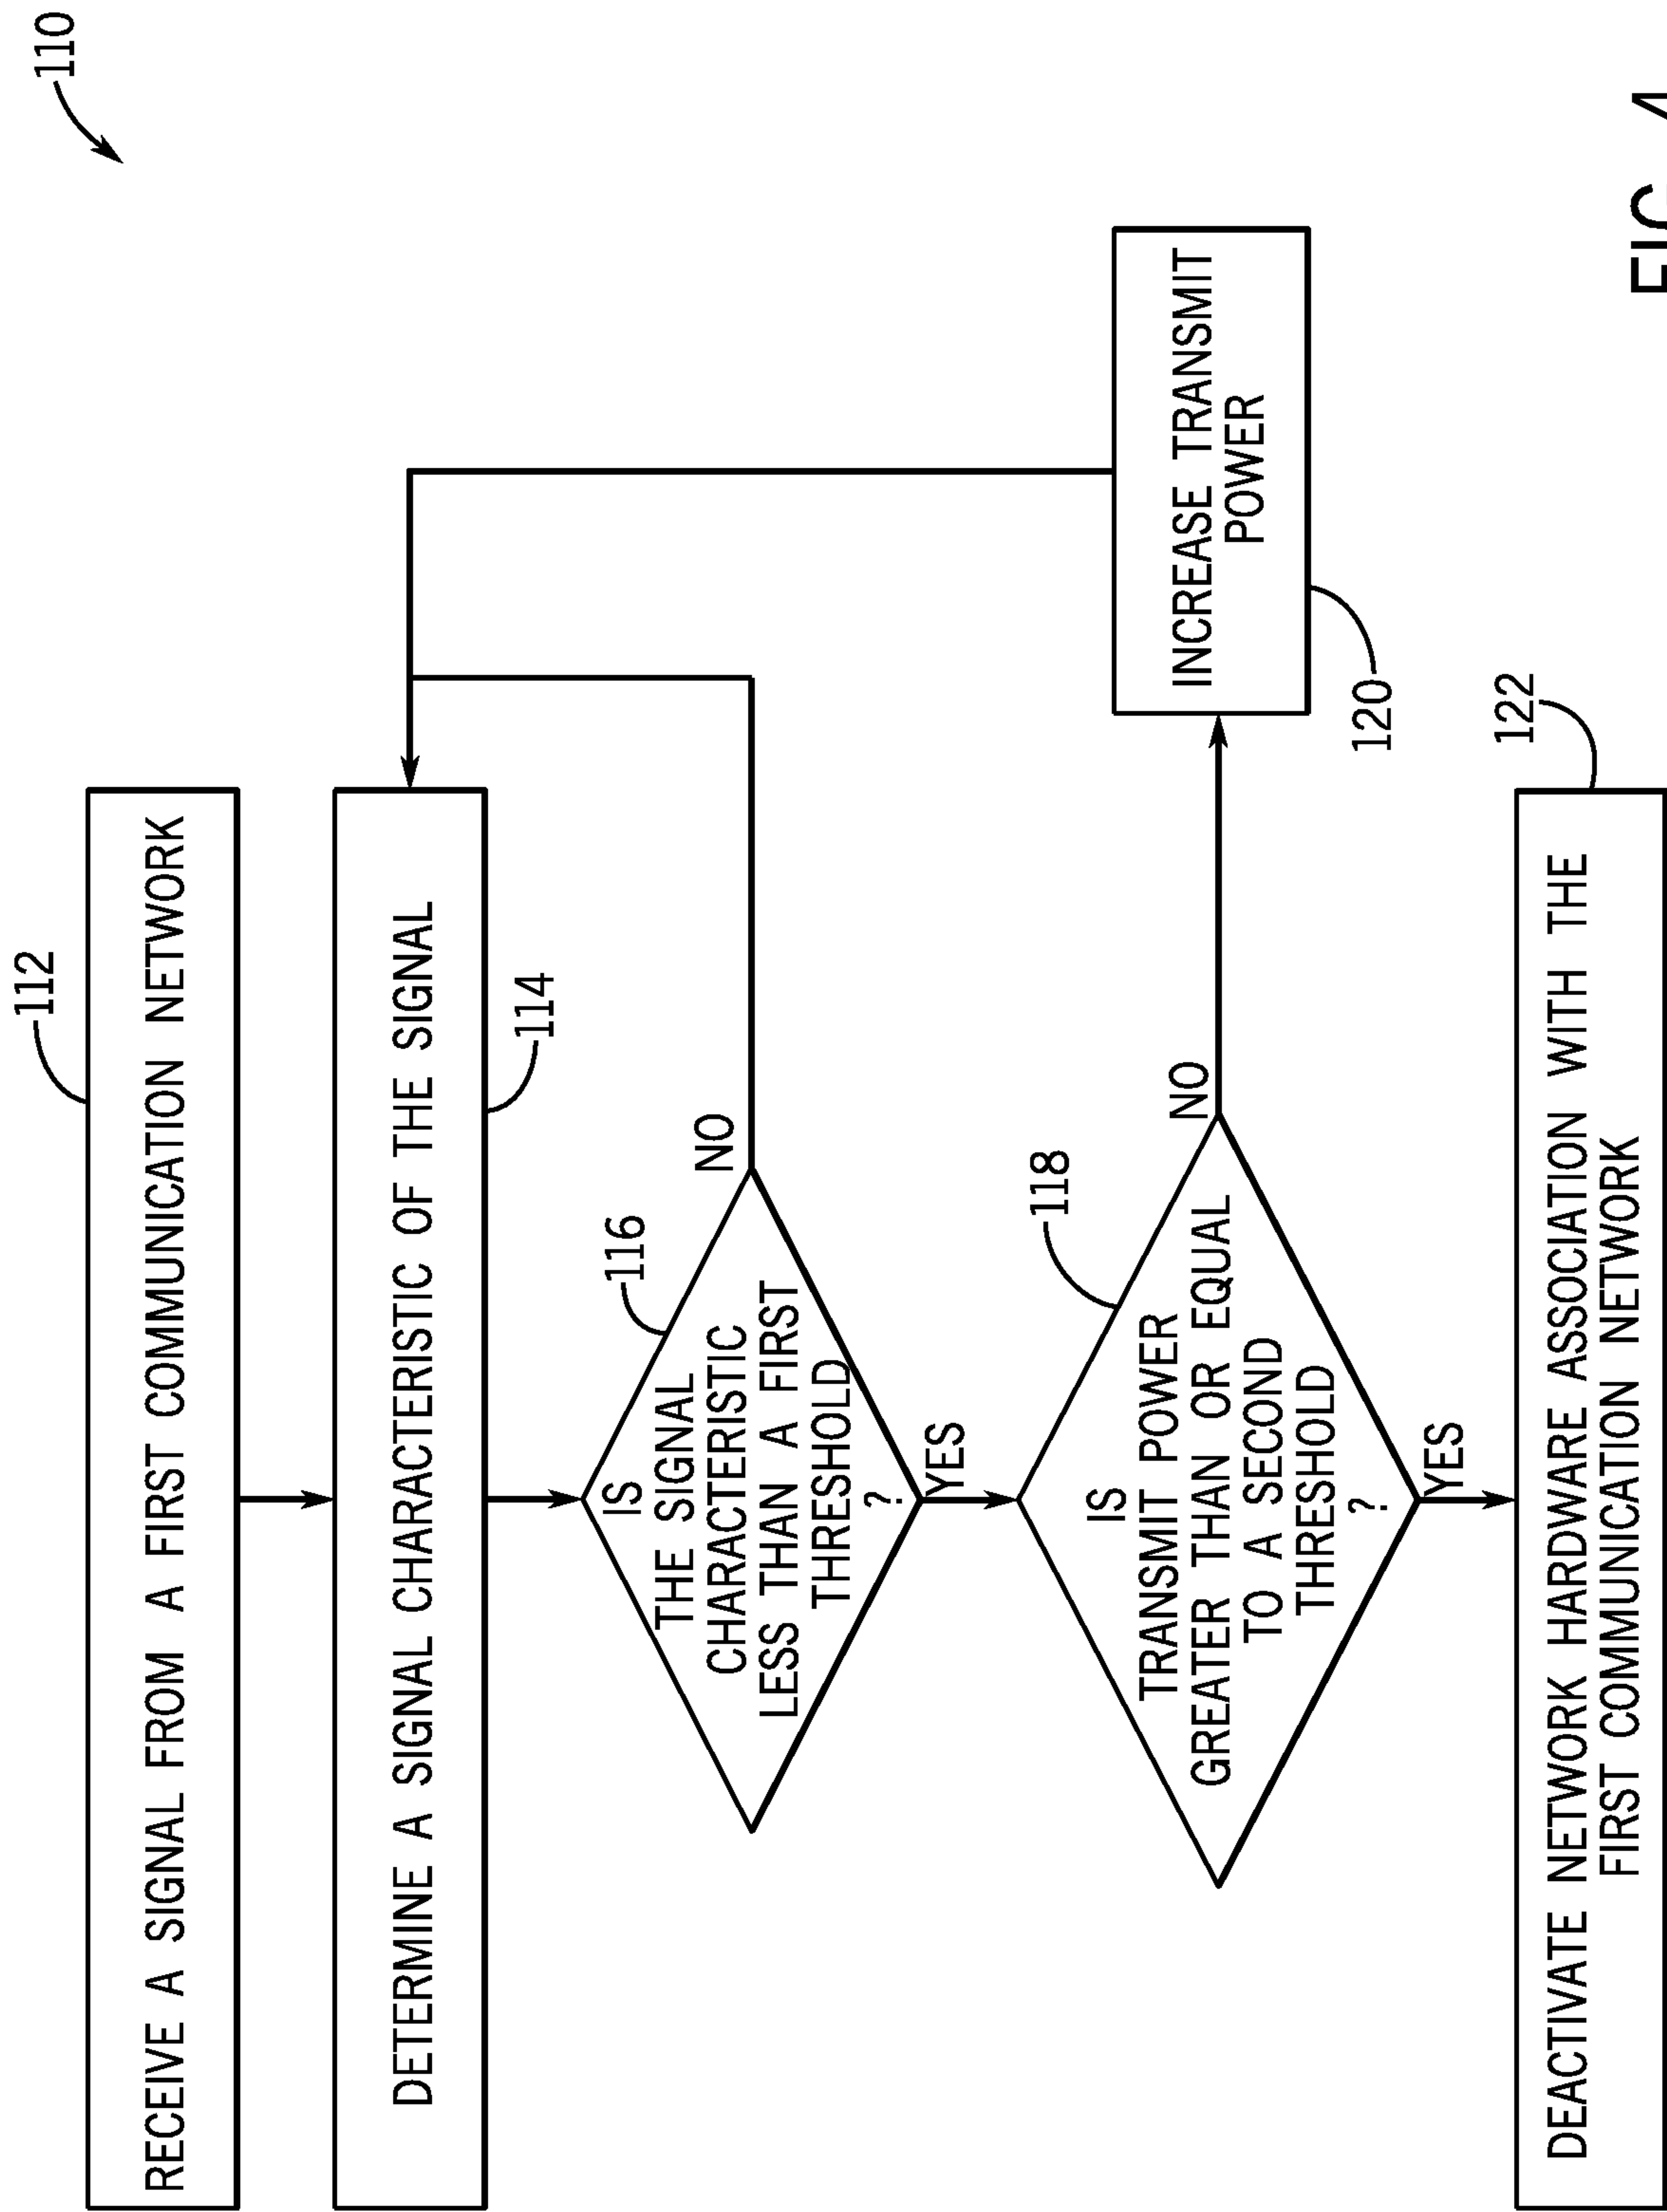 110
112
RECEIVE A SIGNAL FROM A FIRST COMMUNICATION NETWORK
DETERMINE A SIGNAL CHARACTERISTIC OF THE SIGNAL
114
116
IS
THE SIGNAL
CHARACTERISTIC
LESS THAN A FIRST
THRESHOLD
?
NO
YES
118
IS
TRANSMIT POWER
GREATER THAN OR EQUAL
TO A SECOND
THRESHOLD
?
NO
INCREASE TRANSMIT
POWER
120
YES
122
DEACTIVATE NETWORK HARDWARE ASSOCIATION WITH THE
FIRST COMMUNICATION NETWORK
FIG. 4